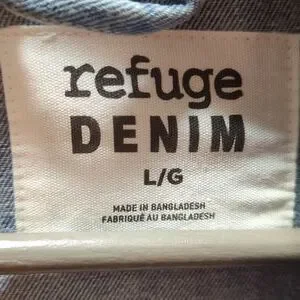 refuge
DENIM
L/G
MADE IN BANGLADESH
FABRIQUÉ AU BANGLADESH